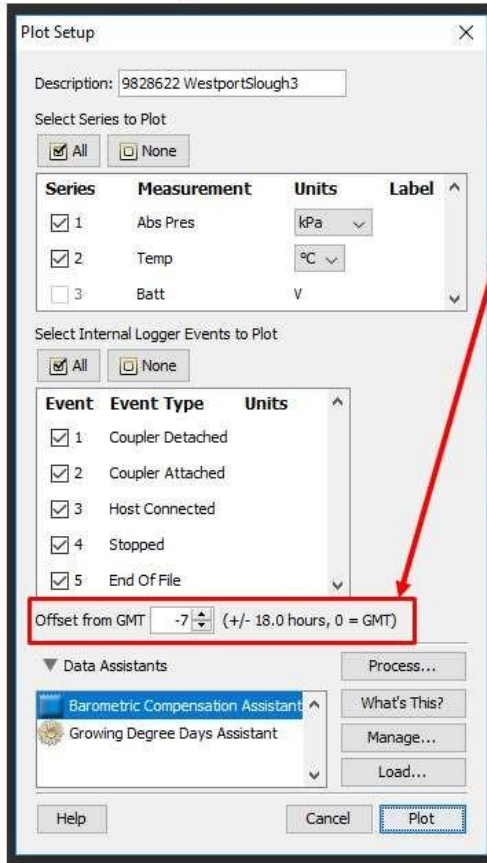 Plot Setup
Description: 9828622 WestportSlough3
Select Series to Plot
All None
Series Measurement Units Label
1 Abs Pres kPa
2 Temp °C
3 Batt V
Select Internal Logger Events to Plot
All None
Event Event Type Units
1 Coupler Detached
2 Coupler Attached
3 Host Connected
4 Stopped
5 End Of File
Offset from GMT -7 (+/- 18.0 hours, 0 = GMT)
Data Assistants Process...
Barometric Compensation Assistant What's This?
Growing Degree Days Assistant Manage...
Load...
Help Cancel Plot